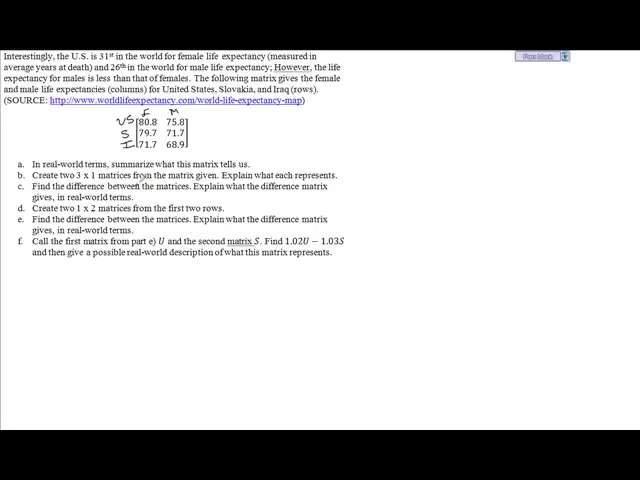 Interestingly, the U.S. is 31st in the world for female life expectancy (measured in
average years at death) and 26th in the world for male life expectancy; However, the life
expectancy for males is less than that of females. The following matrix gives the female
and male life expectancies (columns) for United States, Slovakia, and Iraq (rows).
(SOURCE: http://www.worldlifeexpectancy.com/world-life-expectancy-map)
F M
US 80.8 75.8
S 79.7 71.7
I 71.7 68.9
a. In real-world terms, summarize what this matrix tells us.
b. Create two 3 x 1 matrices from the matrix given. Explain what each represents.
c. Find the difference between the matrices. Explain what the difference matrix
gives, in real-world terms.
d. Create two 1 x 2 matrices from the first two rows.
e. Find the difference between the matrices. Explain what the difference matrix
gives, in real-world terms.
f. Call the first matrix from part e) U and the second matrix S. Find 1.02U − 1.03S
and then give a possible real-world description of what this matrix represents.